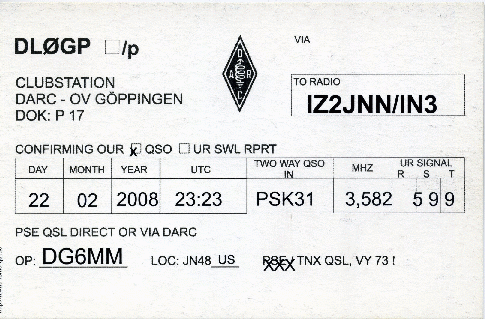 DLØGP □/p
VIA
DARC
CLUBSTATION
DARC - OV GÖPPINGEN
DOK: P 17
TO RADIO
IZ2JNN/IN3
CONFIRMING OUR ☒ QSO □ UR SWL RPRT
DAY MONTH YEAR UTC TWO WAY QSO IN MHZ UR SIGNAL R S T
22 02 2008 23:23 PSK31 3,582 5 9 9
PSE QSL DIRECT OR VIA DARC
OP: DG6MM LOC: JN48 US PSE/ TNX QSL, VY 73 !